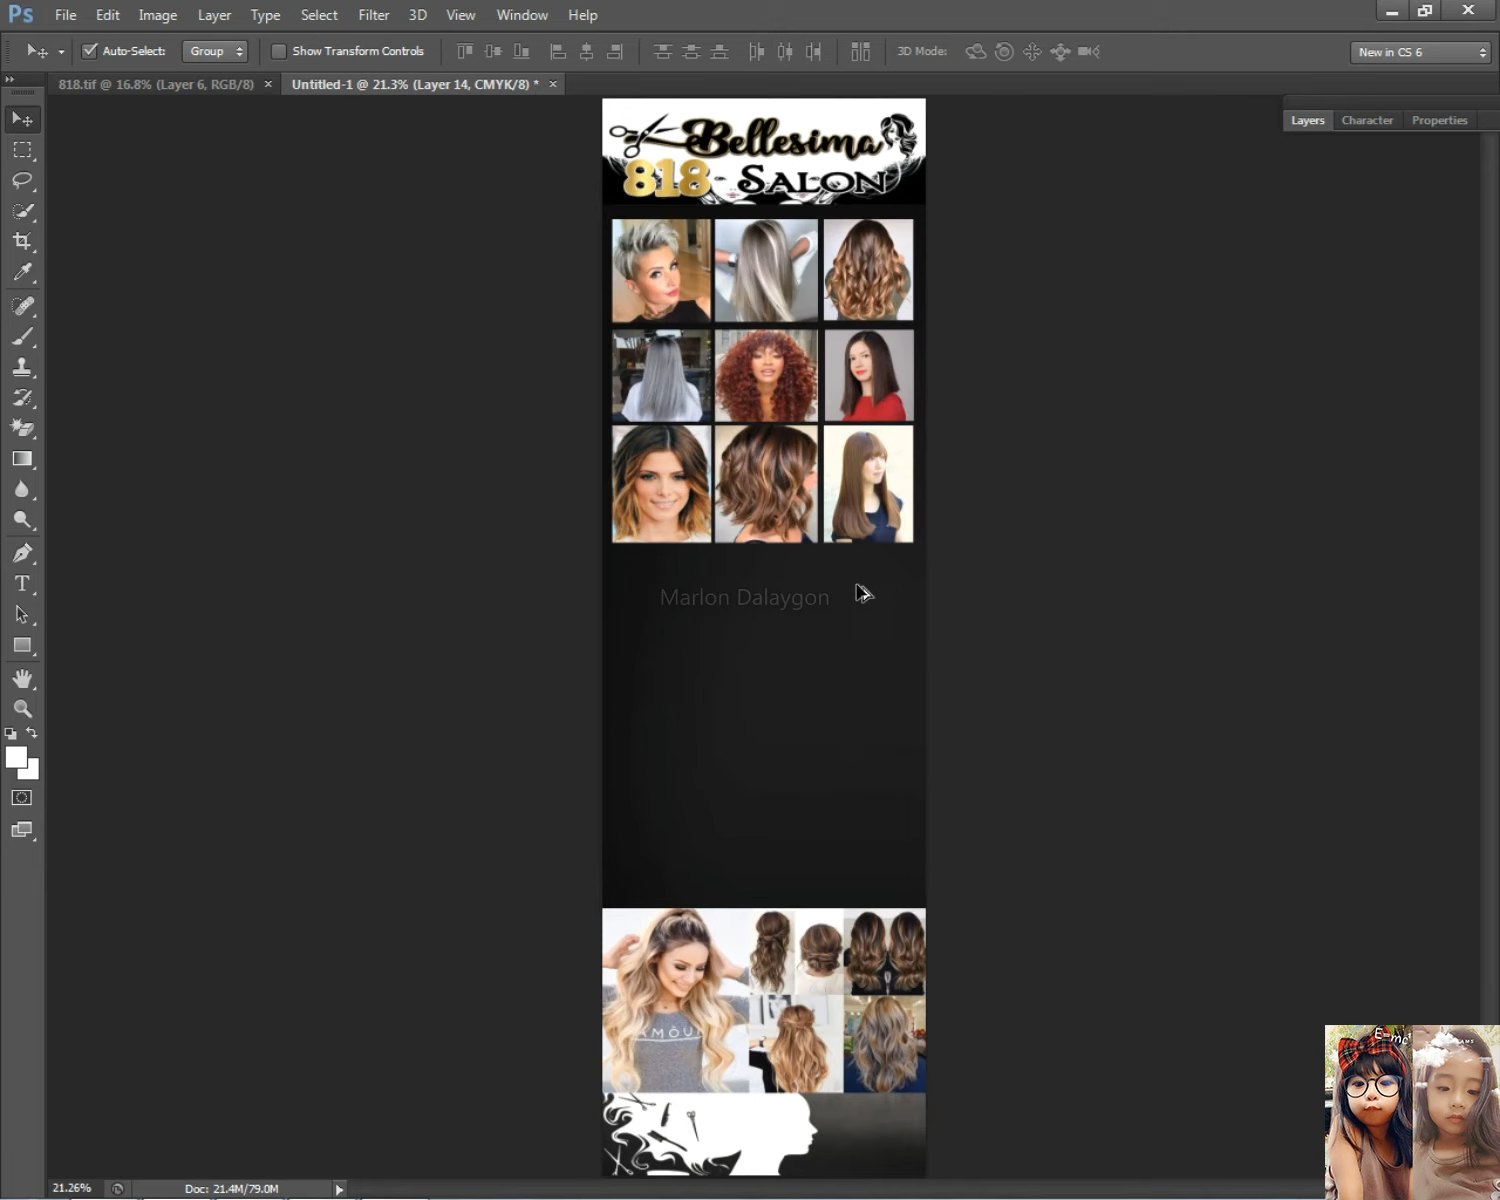 Ps File Edit Image Layer Type Select Filter 3D View Window Help
Auto-Select: Group Show Transform Controls 3D Mode: New in CS 6
818.tif @ 16.8% (Layer 6, RGB/8) × Untitled-1 @ 21.3% (Layer 14, CMYK/8) * ×
Layers Character Properties
Bellesima
818 SALON
Marlon Dalaygon
AMOUR
E=mc²
21.26% Doc: 21.4M/79.0M